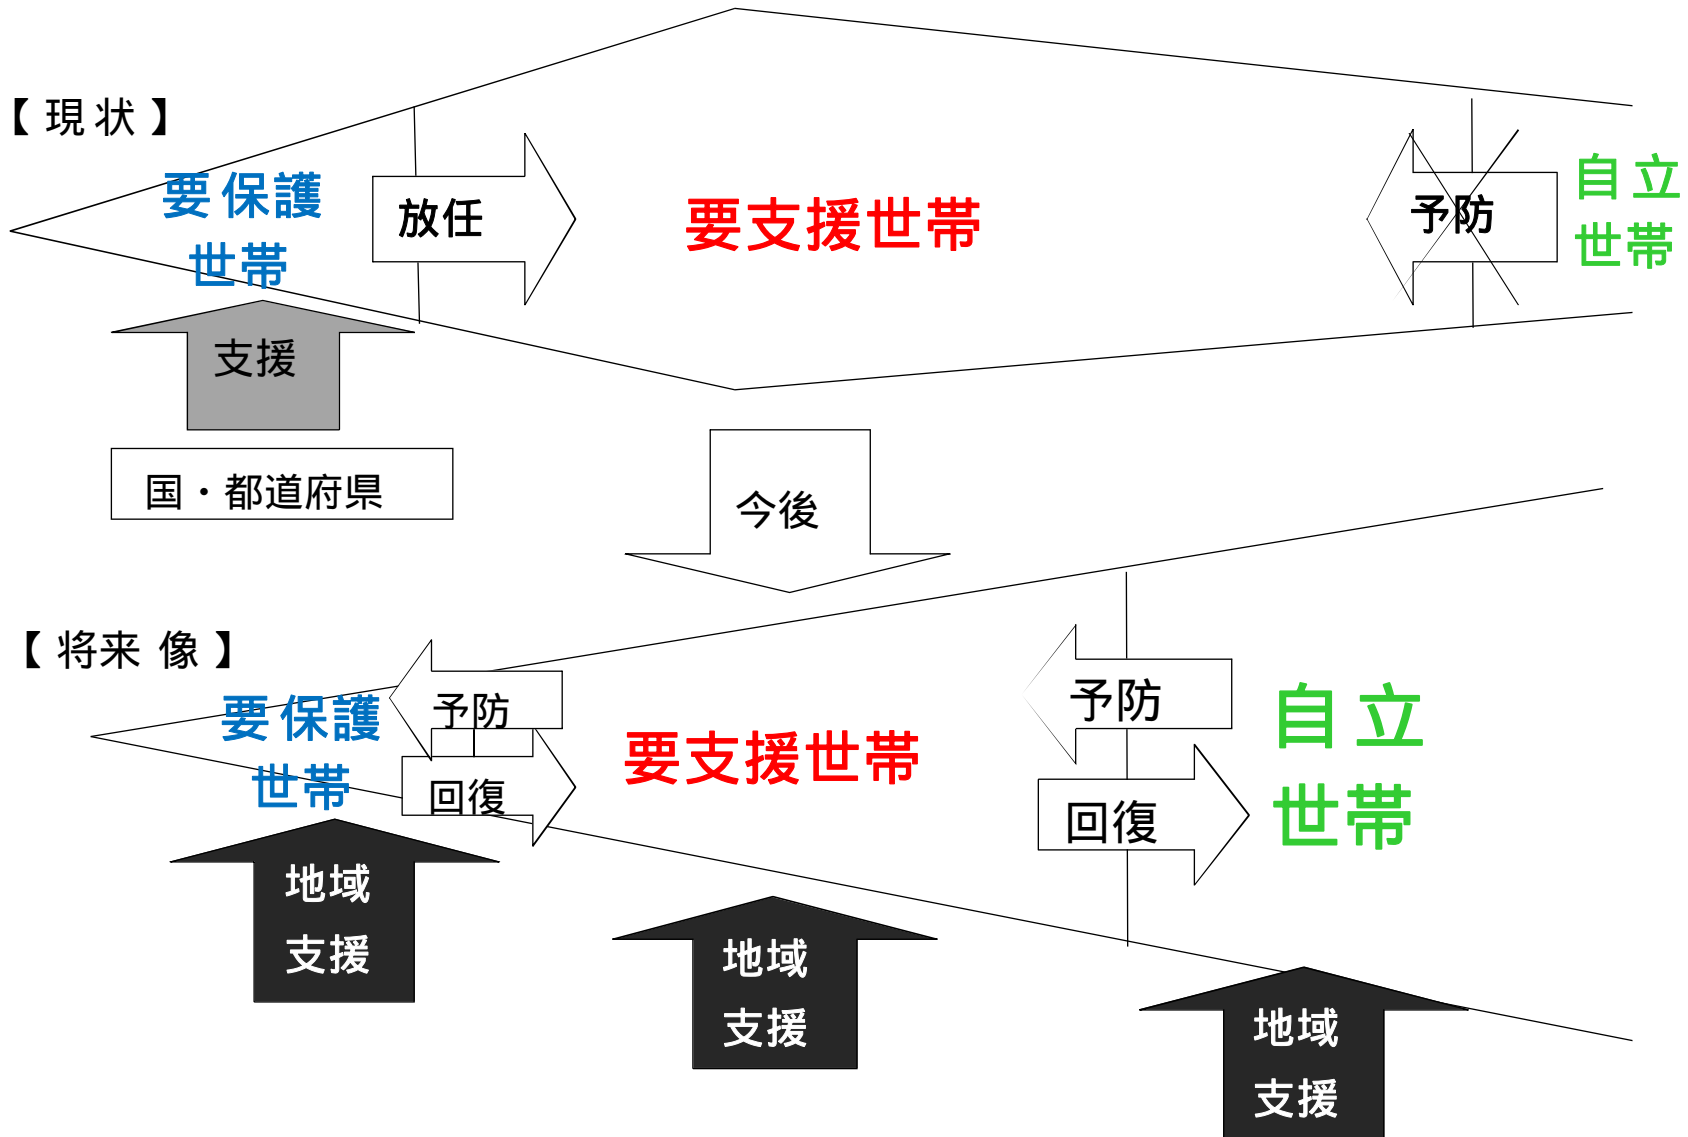 【現状】
要保護
世帯
放任
要支援世帯
予防
自立
世帯
支援
国・都道府県
今後
【将来像】
要保護
世帯
予防
回復
要支援世帯
予防
回復
自立
世帯
地域
支援
地域
支援
地域
支援